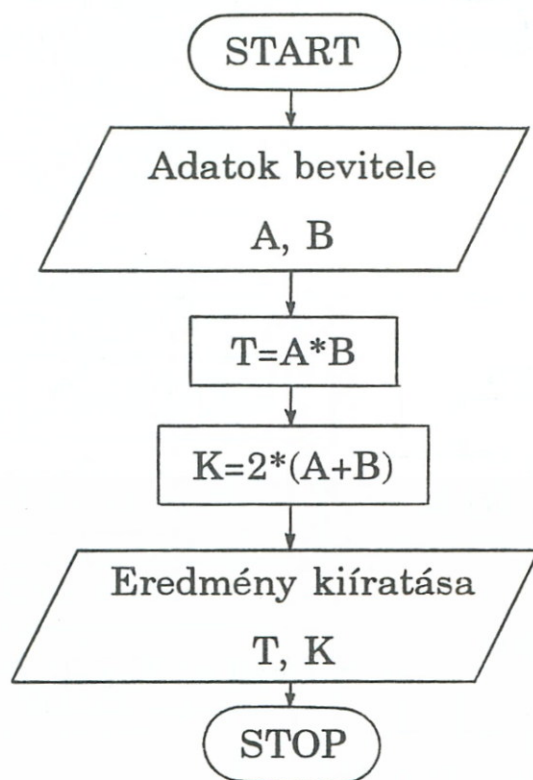 START
Adatok bevitele
A, B
T=A*B
K=2*(A+B)
Eredmény kiíratása
T, K
STOP